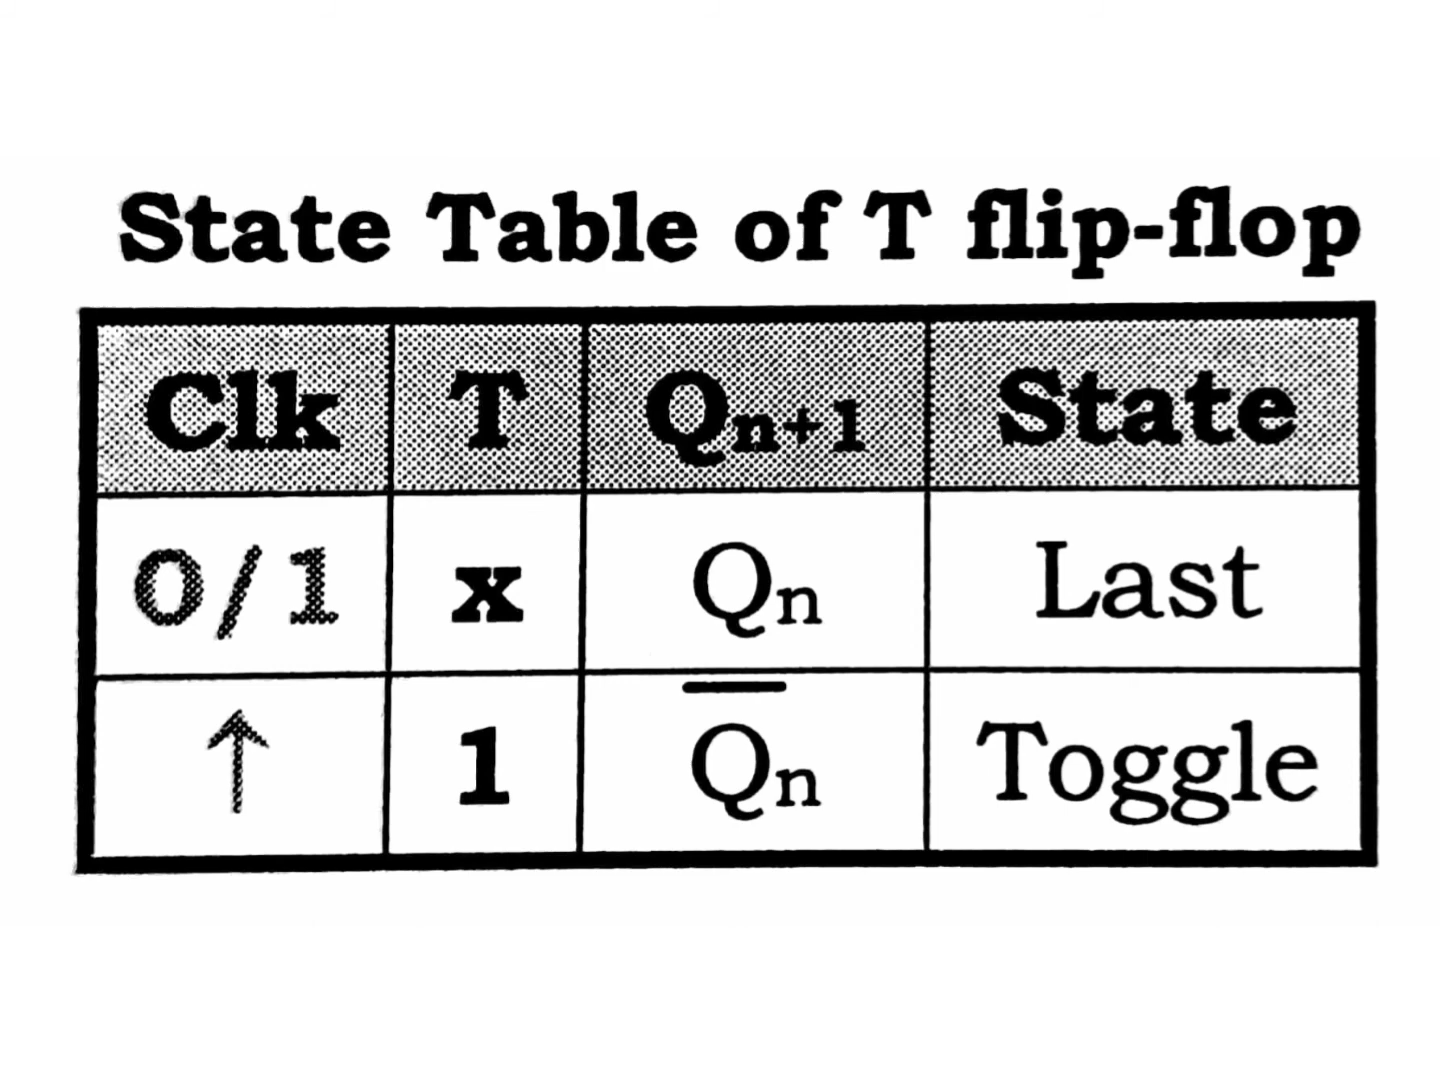 State Table of T flip-flop
Clk T Qn+1 State
0/1 x Qn Last
↑ 1 Q̅n Toggle